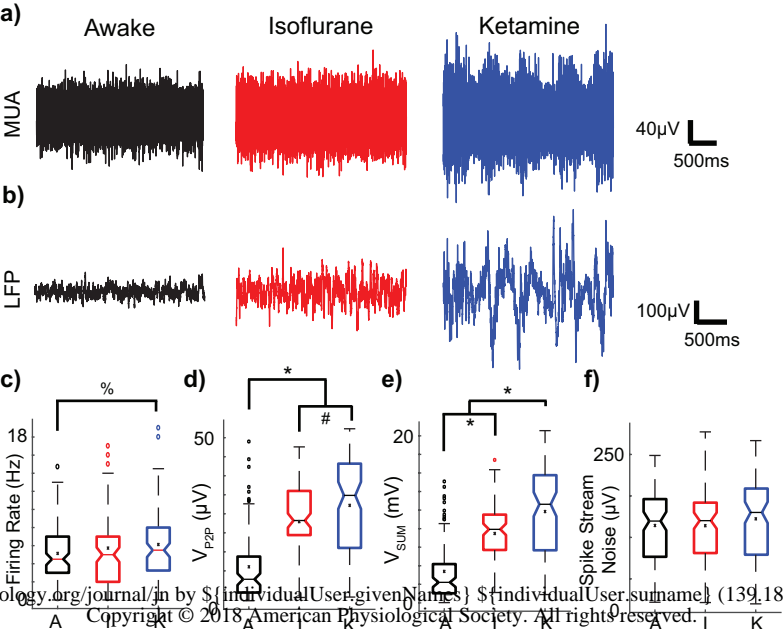 a)
Awake
Isoflurane
Ketamine
MUA
40µV
500ms
b)
LFP
100µV
500ms
c)
%
18
0
Firing Rate (Hz)
A
I
K
d)
*
#
50
0
V_P2P (µV)
A
I
K
e)
*
*
20
0
V_SUM (mV)
A
I
K
f)
250
0
Spike Stream
Noise (µV)
A
I
K
ology.org/journal/jn by ${individualUser.givenNames} ${individualUser.surname} (139.18
Copyright © 2018 American Physiological Society. All rights reserved.